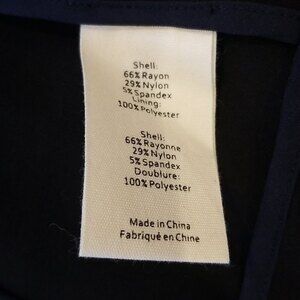 Shell:
66% Rayon
29% Nylon
5% Spandex
Lining:
100% Polyester
Shell:
66% Rayonne
29% Nylon
5% Spandex
Doublure:
100% Polyester
Made in China
Fabriqué en Chine